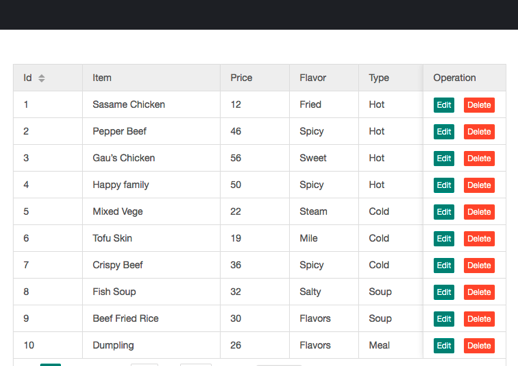 Id Item Price Flavor Type Operation
1 Sasame Chicken 12 Fried Hot Edit Delete
2 Pepper Beef 46 Spicy Hot Edit Delete
3 Gau's Chicken 56 Sweet Hot Edit Delete
4 Happy family 50 Spicy Hot Edit Delete
5 Mixed Vege 22 Steam Cold Edit Delete
6 Tofu Skin 19 Mile Cold Edit Delete
7 Crispy Beef 36 Spicy Cold Edit Delete
8 Fish Soup 32 Salty Soup Edit Delete
9 Beef Fried Rice 30 Flavors Soup Edit Delete
10 Dumpling 26 Flavors Meal Edit Delete